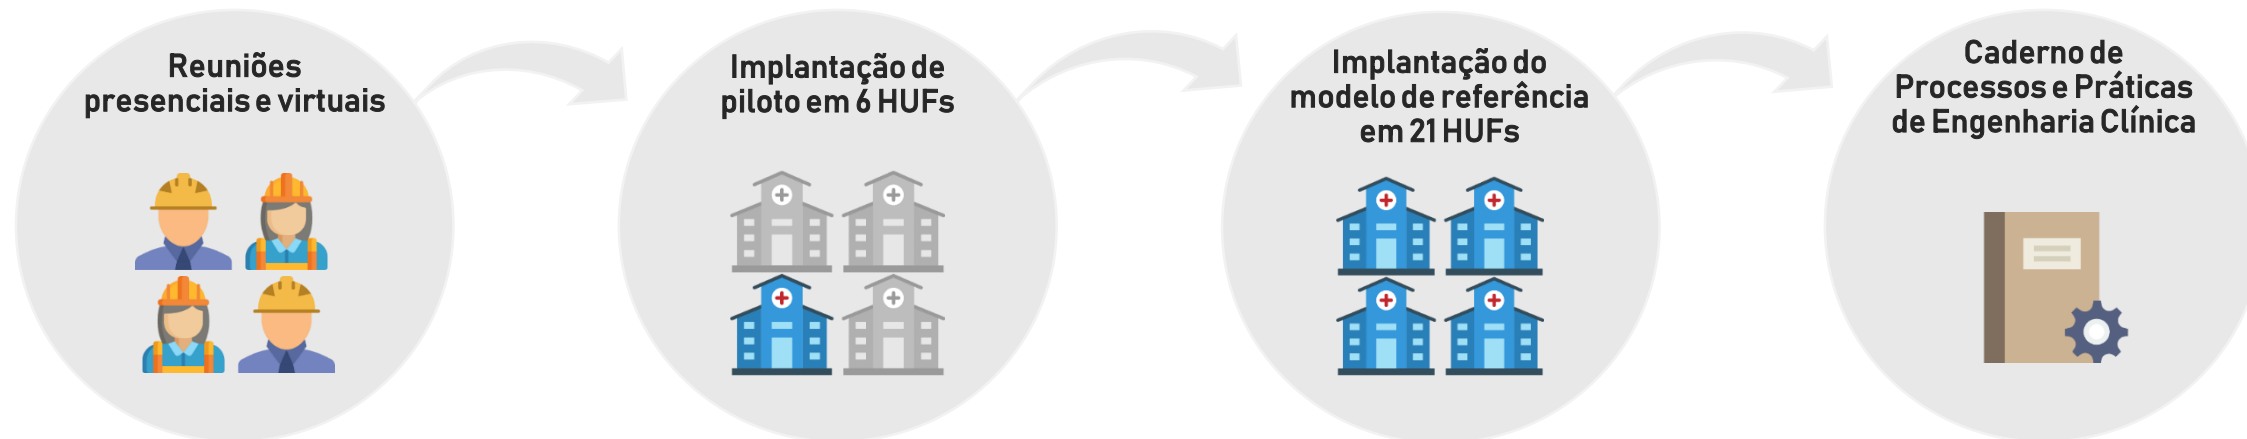 Reuniões
presenciais e virtuais
Implantação de
piloto em 6 HUFs
Implantação do
modelo de referência
em 21 HUFs
Caderno de
Processos e Práticas
de Engenharia Clínica